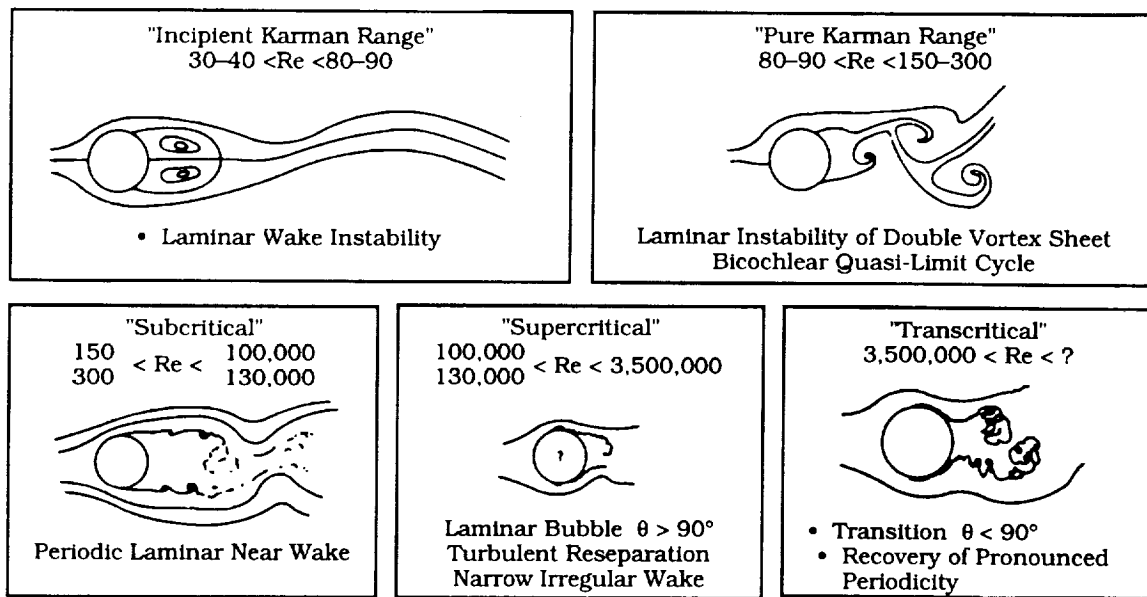 "Incipient Karman Range"
30–40 <Re <80–90
• Laminar Wake Instability
"Pure Karman Range"
80–90 <Re <150–300
Laminar Instability of Double Vortex Sheet
Bicochlear Quasi-Limit Cycle
"Subcritical"
150 100,000
< Re <
300 130,000
Periodic Laminar Near Wake
"Supercritical"
100,000
< Re < 3,500,000
130,000
?
Laminar Bubble θ > 90°
Turbulent Reseparation
Narrow Irregular Wake
"Transcritical"
3,500,000 < Re < ?
• Transition θ < 90°
• Recovery of Pronounced
Periodicity